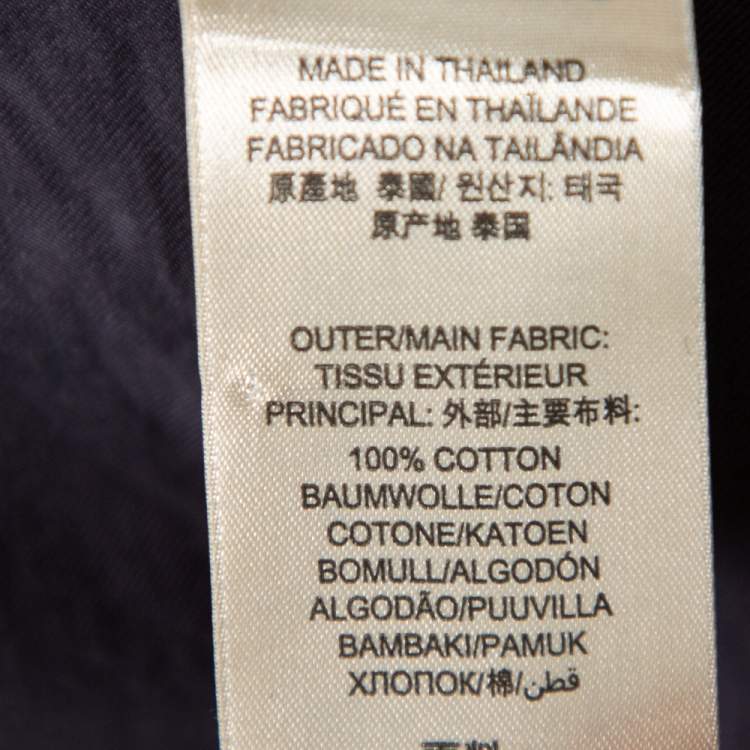 MADE IN THAILAND
FABRIQUÉ EN THAÏLANDE
FABRICADO NA TAILÂNDIA
原產地 泰國/ 원산지: 태국
原产地 泰国
OUTER/MAIN FABRIC:
TISSU EXTÉRIEUR
PRINCIPAL: 外部/主要布料:
100% COTTON
BAUMWOLLE/COTON
COTONE/KATOEN
BOMULL/ALGODÓN
ALGODÃO/PUUVILLA
BAMBAKI/PAMUK
ХЛОПОК/棉/قطن